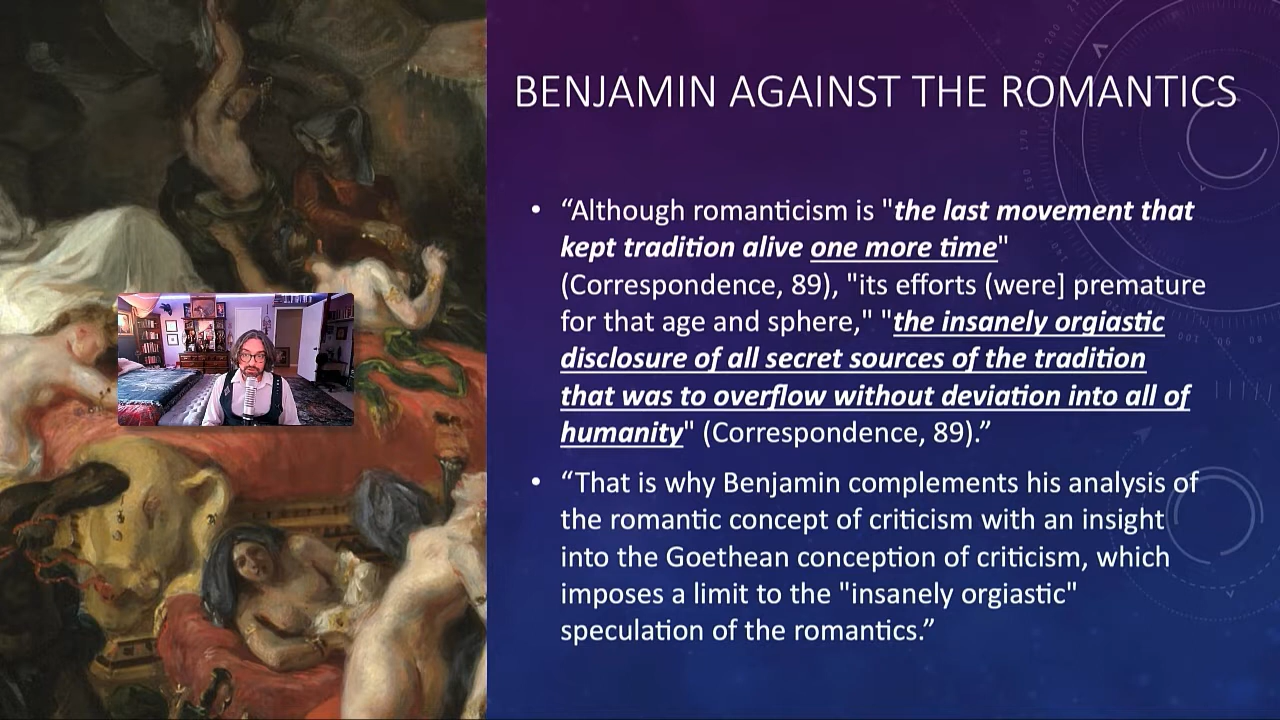 BENJAMIN AGAINST THE ROMANTICS
• “Although romanticism is "the last movement that
kept tradition alive one more time"
(Correspondence, 89), "its efforts (were] premature
for that age and sphere," "the insanely orgiastic
disclosure of all secret sources of the tradition
that was to overflow without deviation into all of
humanity" (Correspondence, 89).”
• “That is why Benjamin complements his analysis of
the romantic concept of criticism with an insight
into the Goethean conception of criticism, which
imposes a limit to the "insanely orgiastic"
speculation of the romantics.”